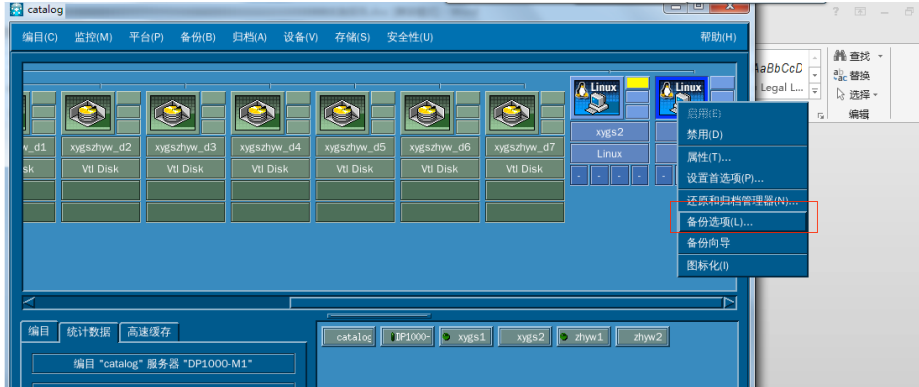 catalog
编目(C) 监控(M) 平台(P) 备份(B) 归档(A) 设备(V) 存储(S) 安全性(U) 帮助(H)
查找
AaBbCcD 替换
Legal L... 选择
编辑
Linux Linux
_d1 xygszhyw_d2 xygszhyw_d3 xygszhyw_d4 xygszhyw_d5 xygszhyw_d6 xygszhyw_d7 xygs2
sk Vtl Disk Vtl Disk Vtl Disk Vtl Disk Vtl Disk Vtl Disk Linux
启用(E)
禁用(D)
属性(T)...
设置首选项(P)...
还原和归档管理器(N)...
备份选项(L)...
备份向导
图标化(I)
编目 统计数据 高速缓存
catalog DP1000- xygs1 xygs2 zhyw1 zhyw2
编目 "catalog" 服务器 "DP1000-M1"